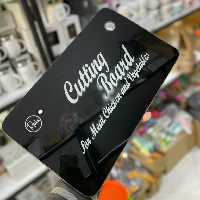 Cutting
Board
for Meat Chicken and Vegetables